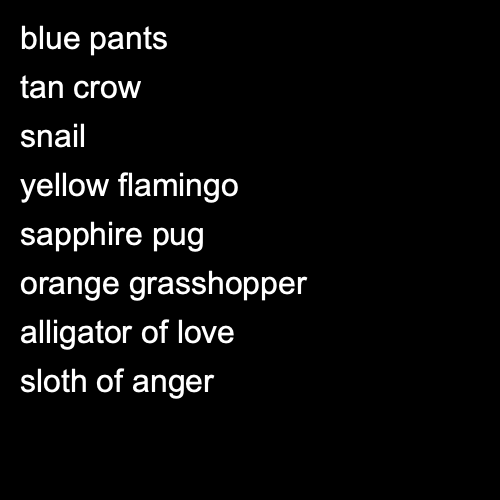 blue pants
tan crow
snail
yellow flamingo
sapphire pug
orange grasshopper
alligator of love
sloth of anger